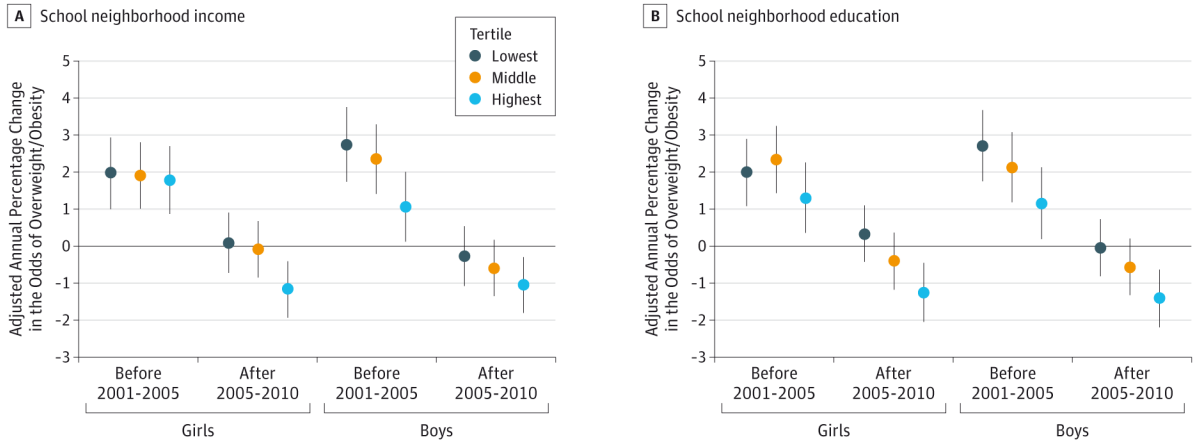 A School neighborhood income
Tertile
Lowest
Middle
Highest
Adjusted Annual Percentage Change
in the Odds of Overweight/Obesity
5
4
3
2
1
0
-1
-2
-3
Before
2001-2005
After
2005-2010
Before
2001-2005
After
2005-2010
Girls
Boys
B School neighborhood education
Adjusted Annual Percentage Change
in the Odds of Overweight/Obesity
5
4
3
2
1
0
-1
-2
-3
Before
2001-2005
After
2005-2010
Before
2001-2005
After
2005-2010
Girls
Boys